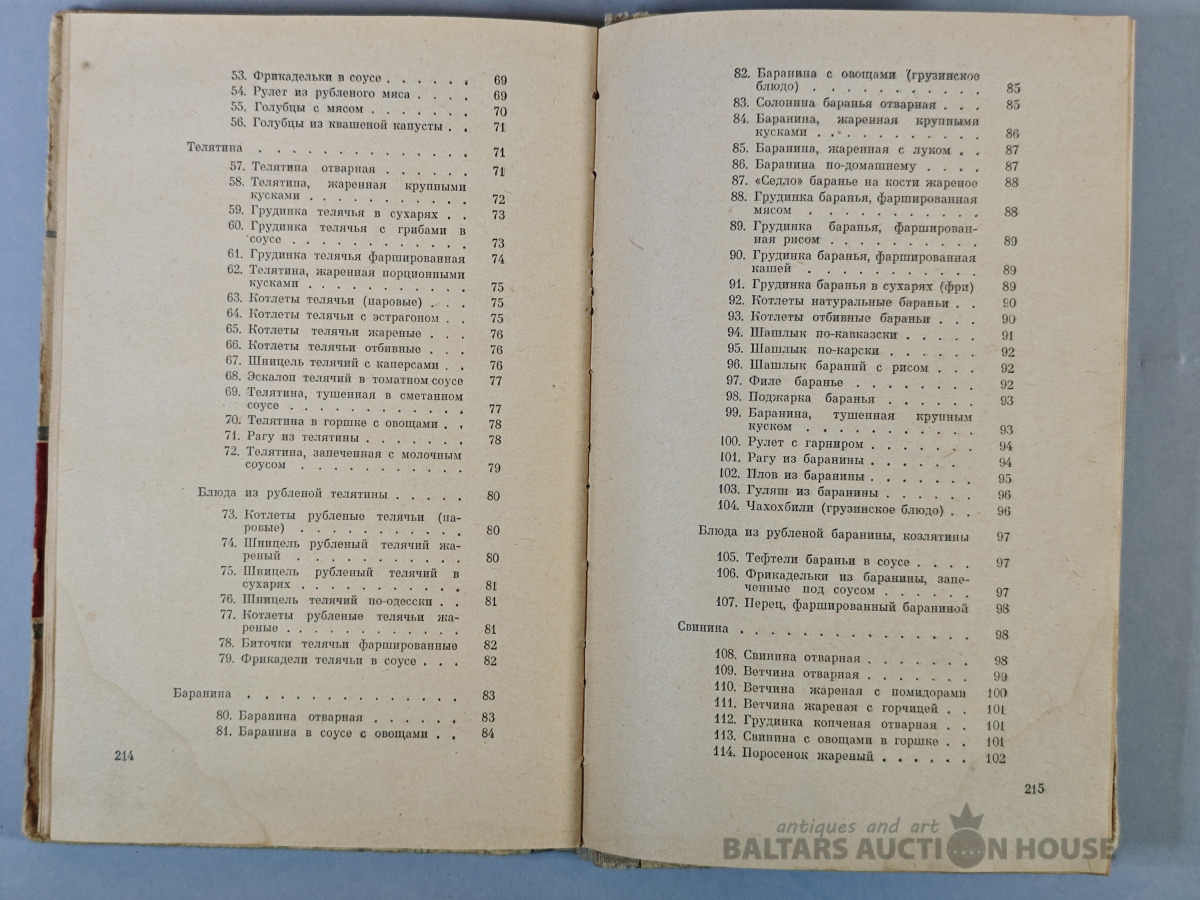 53. Фрикадельки в соусе . . . . . . 69
54. Рулет из рубленого мяса . . . . 69
55. Голубцы с мясом . . . . . . . 70
56. Голубцы из квашеной капусты . . 71
Телятина . . . . . . . . . . . . . 71
57. Телятина отварная . . . . . . 71
58. Телятина, жаренная крупными
кусками . . . . . . . . . . . 72
59. Грудинка телячья в сухарях . . 73
60. Грудинка телячья с грибами в
соусе . . . . . . . . . . . . 73
61. Грудинка телячья фаршированная 74
62. Телятина, жаренная порционными
кусками . . . . . . . . . . . 75
63. Котлеты телячьи (паровые) . . . 75
64. Котлеты телячьи с эстрагоном . . 75
65. Котлеты телячьи жареные . . . 76
66. Котлеты телячьи отбивные . . . 76
67. Шницель телячий с каперсами . . 76
68. Эскалоп телячий в томатном соусе 77
69. Телятина, тушенная в сметанном
соусе . . . . . . . . . . . . 77
70. Телятина в горшке с овощами . . 78
71. Рагу из телятины . . . . . . . 78
72. Телятина, запеченная с молочным
соусом . . . . . . . . . . . 79
Блюда из рубленой телятины . . . . . 80
73. Котлеты рубленые телячьи (па-
ровые) . . . . . . . . . . . 80
74. Шницель рубленый телячий жа-
реный . . . . . . . . . . . 80
75. Шницель рубленый телячий в
сухарях . . . . . . . . . . . 81
76. Шницель телячий по-одесски . . 81
77. Котлеты рубленые телячьи жа-
реные . . . . . . . . . . . . 81
78. Биточки телячьи фаршированные 82
79. Фрикадели телячьи в соусе . . . 82
Баранина . . . . . . . . . . . . . 83
80. Баранина отварная . . . . . . 83
81. Баранина в соусе с овощами . . 84
214
82. Баранина с овощами (грузинское
блюдо) . . . . . . . . . . . 85
83. Солонина баранья отварная . . . 85
84. Баранина, жаренная крупными
кусками . . . . . . . . . . . 86
85. Баранина, жаренная с луком . . 87
86. Баранина по-домашнему . . . . 87
87. «Седло» баранье на кости жареное 88
88. Грудинка баранья, фаршированная
мясом . . . . . . . . . . . 88
89. Грудинка баранья, фарширован-
ная рисом . . . . . . . . . . 89
90. Грудинка баранья, фаршированная
кашей . . . . . . . . . . . 89
91. Грудинка баранья в сухарях (фри) 89
92. Котлеты натуральные бараньи . . 90
93. Котлеты отбивные бараньи . . . 90
94. Шашлык по-кавказски . . . . . 91
95. Шашлык по-карски . . . . . . 92
96. Шашлык бараний с рисом . . . 92
97. Филе баранье . . . . . . . . 92
98. Поджарка баранья . . . . . . 93
99. Баранина, тушенная крупным
куском . . . . . . . . . . . 93
100. Рулет с гарниром . . . . . . . 94
101. Рагу из баранины . . . . . . 94
102. Плов из баранины . . . . . . . 95
103. Гуляш из баранины . . . . . . 96
104. Чахохбили (грузинское блюдо) . . 96
Блюда из рубленой баранины, козлятины 97
105. Тефтели бараньи в соусе . . . . 97
106. Фрикадельки из баранины, запе-
ченные под соусом . . . . . . 97
107. Перец, фаршированный бараниной 98
Свинина . . . . . . . . . . . . . . . 98
108. Свинина отварная . . . . . . . 98
109. Ветчина отварная . . . . . . . 99
110. Ветчина жареная с помидорами 100
111. Ветчина жареная с горчицей . . 101
112. Грудинка копченая отварная . . 101
113. Свинина с овощами в горшке . . 101
114. Поросенок жареный . . . . . . 102
215
antiques and art
BALTARS AUCTION HOUSE